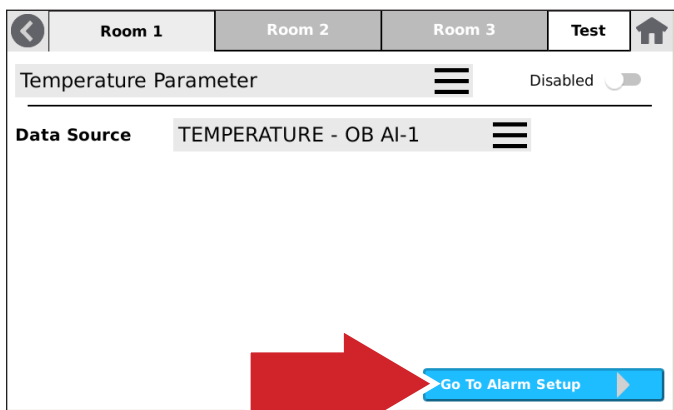 Room 1 Room 2 Room 3 Test
Temperature Parameter Disabled
Data Source TEMPERATURE - OB AI-1
Go To Alarm Setup